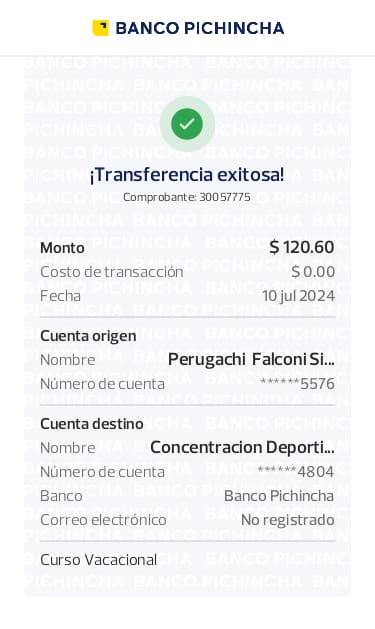 BANCO PICHINCHA
¡Transferencia exitosa!
Comprobante: 30057775
Monto $ 120.60
Costo de transacción $ 0.00
Fecha 10 jul 2024
Cuenta origen
Nombre Perugachi Falconi Si...
Número de cuenta ******5576
Cuenta destino
Nombre Concentracion Deporti...
Número de cuenta ******4804
Banco Banco Pichincha
Correo electrónico No registrado
Curso Vacacional